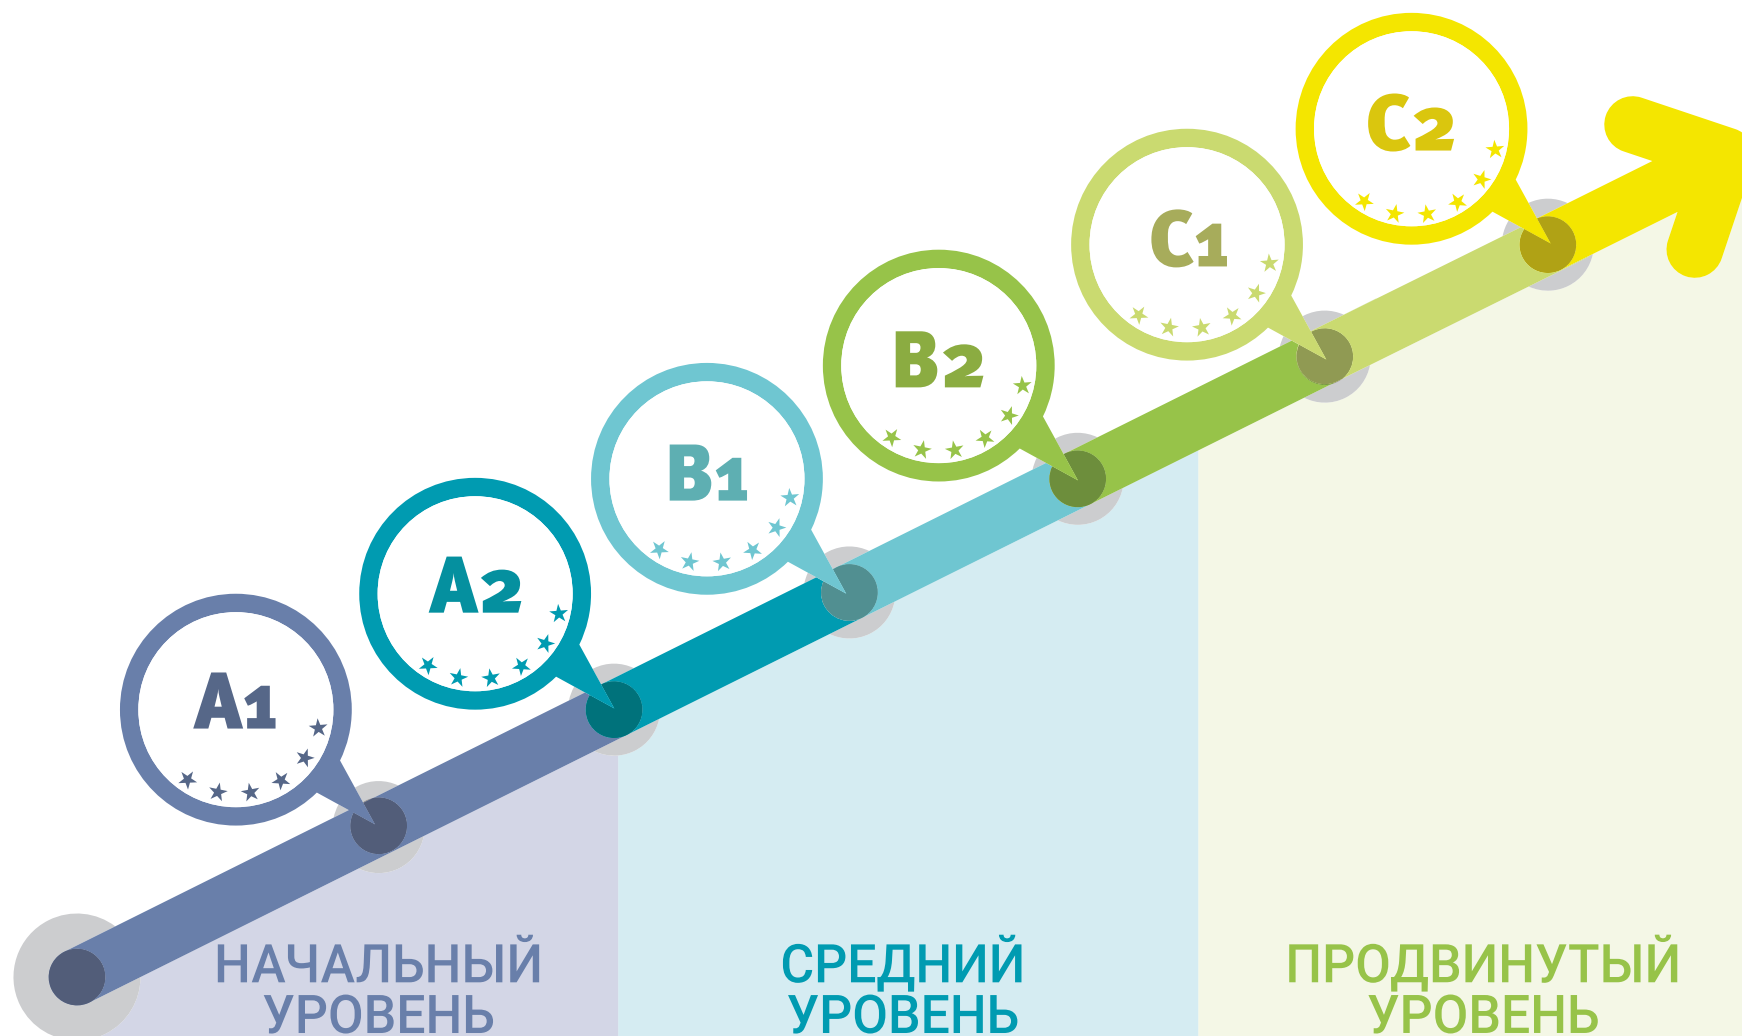 A1
A2
B1
B2
C1
C2
НАЧАЛЬНЫЙ
УРОВЕНЬ
СРЕДНИЙ
УРОВЕНЬ
ПРОДВИНУТЫЙ
УРОВЕНЬ